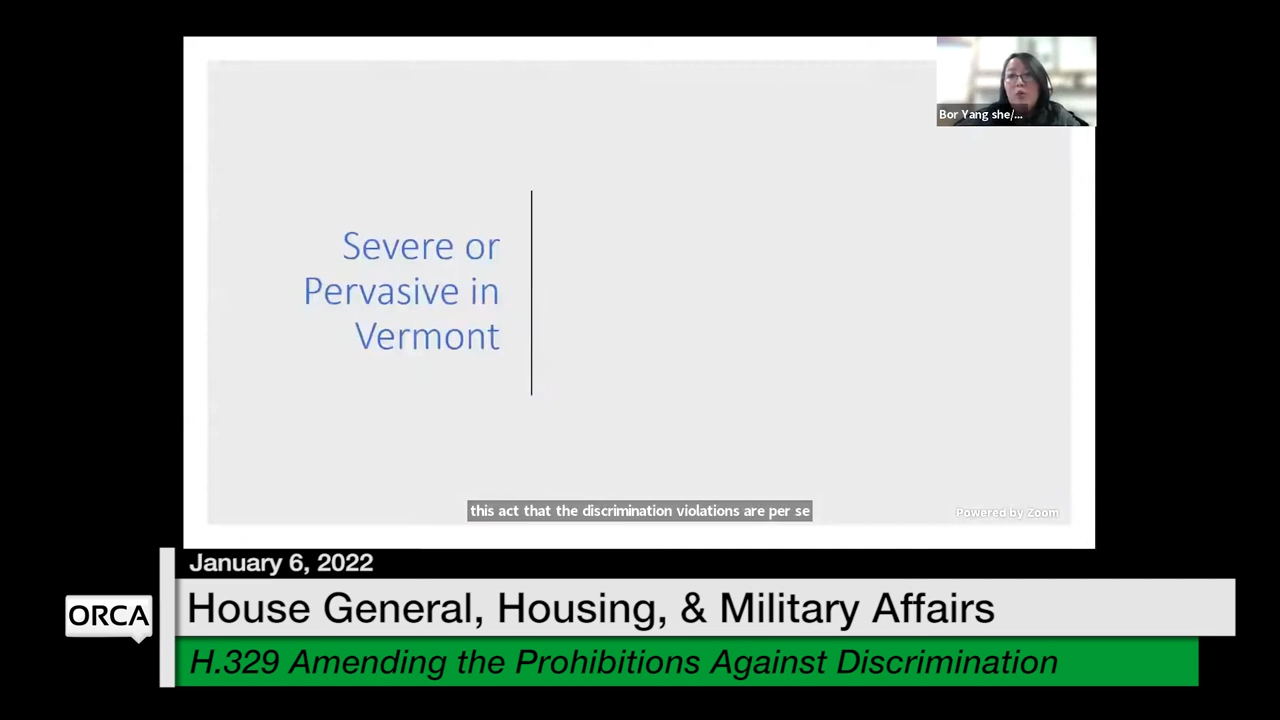 Bor Yang she/...
Severe or
Pervasive in
Vermont
this act that the discrimination violations are per se
Powered by Zoom
January 6, 2022
ORCA
House General, Housing, & Military Affairs
H.329 Amending the Prohibitions Against Discrimination